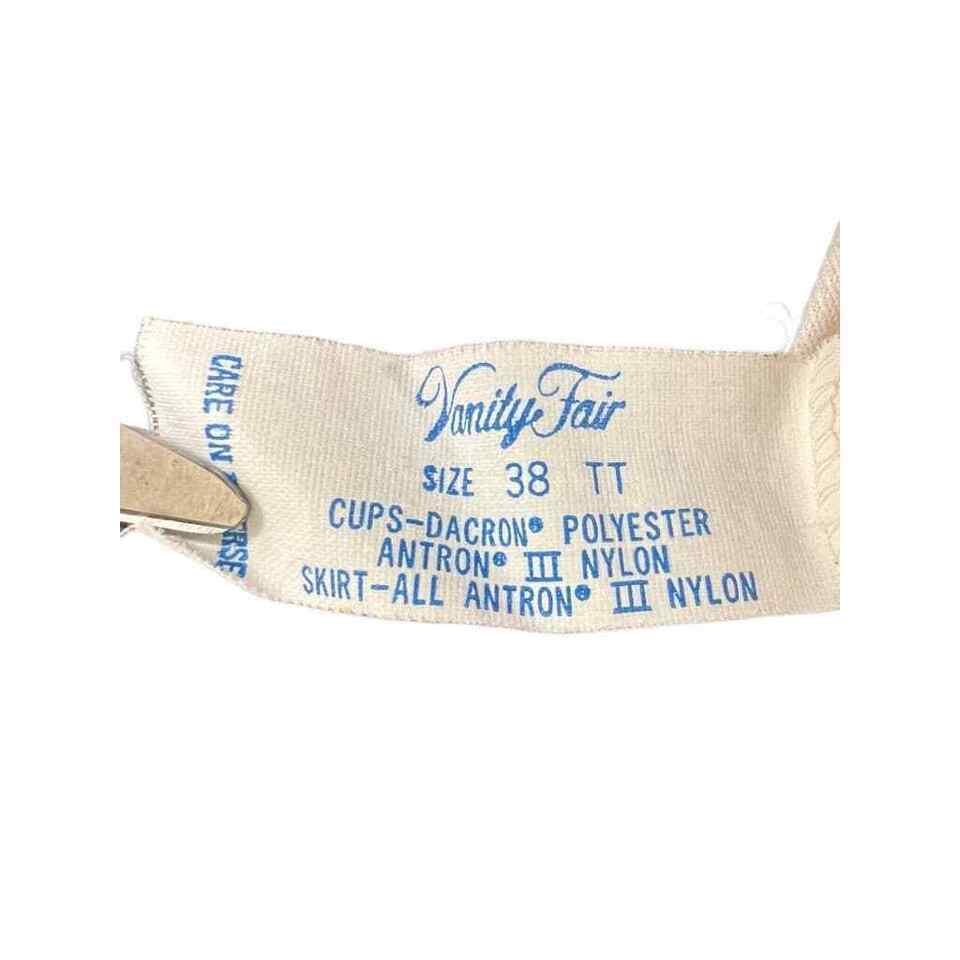 Vanity Fair
SIZE 38 TT
CUPS-DACRON® POLYESTER
ANTRON® III NYLON
SKIRT-ALL ANTRON® III NYLON
CARE ON